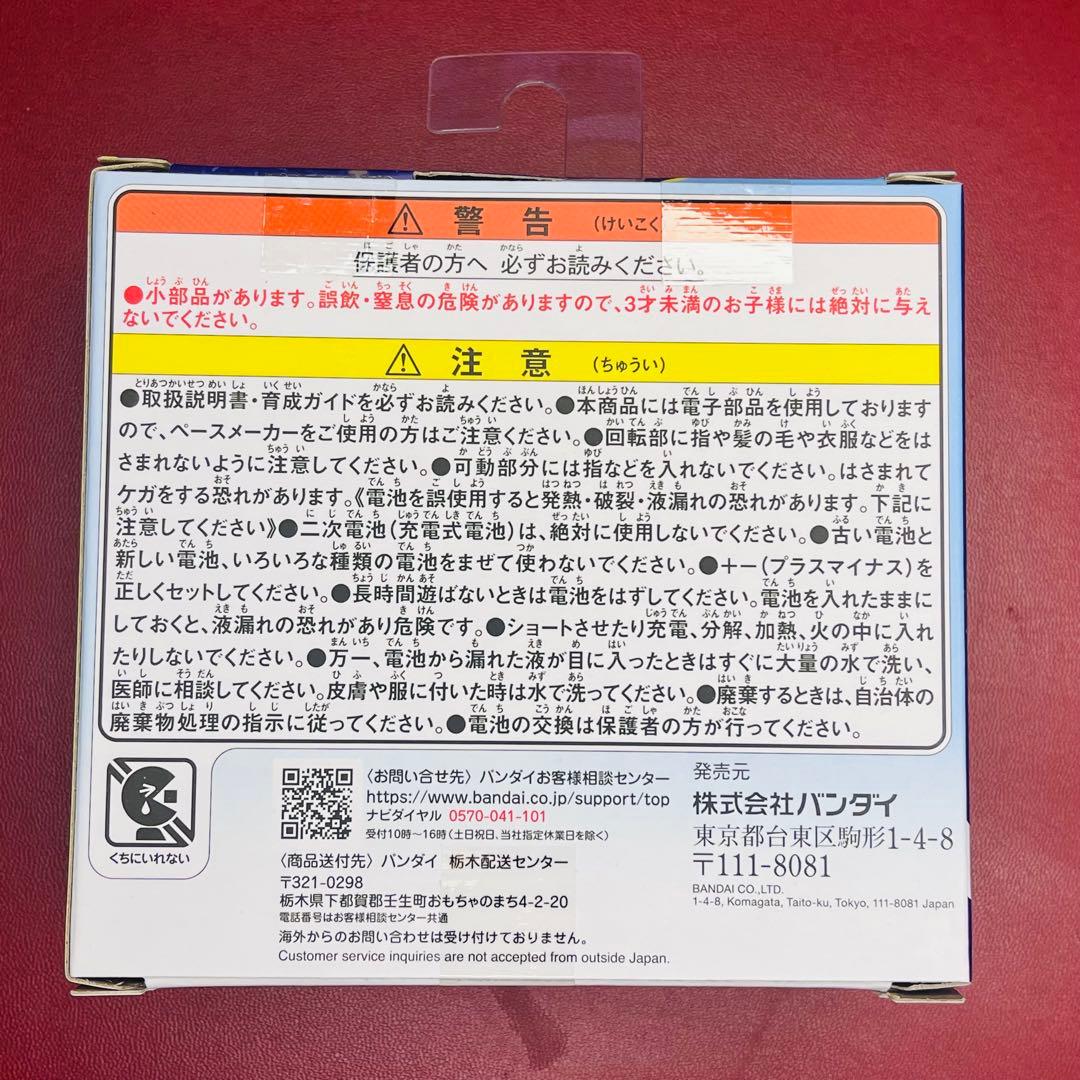 ⚠ 警告 (けいこく
保護者の方へ 必ずお読みください。
●小部品があります。誤飲・窒息の危険がありますので、3才未満のお子様には絶対に与え
ないでください。
⚠ 注意 (ちゅうい)
●取扱説明書・育成ガイドを必ずお読みください。●本商品には電子部品を使用しております
ので、ペースメーカーをご使用の方はご注意ください。●回転部に指や髪の毛や衣服などをは
さまれないように注意してください。●可動部分には指などを入れないでください。はさまれて
ケガをする恐れがあります。《電池を誤使用すると発熱・破裂・液漏れの恐れがあります。下記に
注意してください》●二次電池(充電式電池)は、絶対に使用しないでください。●古い電池と
新しい電池、いろいろな種類の電池をまぜて使わないでください。●+−(プラスマイナス)を
正しくセットしてください。●長時間遊ばないときは電池をはずしてください。電池を入れたままに
しておくと、液漏れの恐れがあり危険です。●ショートさせたり充電、分解、加熱、火の中に入れ
たりしないでください。●万一、電池から漏れた液が目に入ったときはすぐに大量の水で洗い、
医師に相談してください。皮膚や服に付いた時は水で洗ってください。●廃棄するときは、自治体の
廃棄物処理の指示に従ってください。●電池の交換は保護者の方が行ってください。
くちにいれない
〈お問い合せ先〉バンダイお客様相談センター
https://www.bandai.co.jp/support/top
ナビダイヤル 0570-041-101
受付10時〜16時(土日祝日、当社指定休業日を除く)
〈商品送付先〉バンダイ 栃木配送センター
〒321-0298
栃木県下都賀郡壬生町おもちゃのまち4-2-20
電話番号はお客様相談センター共通
海外からのお問い合わせは受け付けておりません。
Customer service inquiries are not accepted from outside Japan.
発売元
株式会社バンダイ
東京都台東区駒形1-4-8
〒111-8081
BANDAI CO.,LTD.
1-4-8, Komagata, Taito-ku, Tokyo, 111-8081 Japan